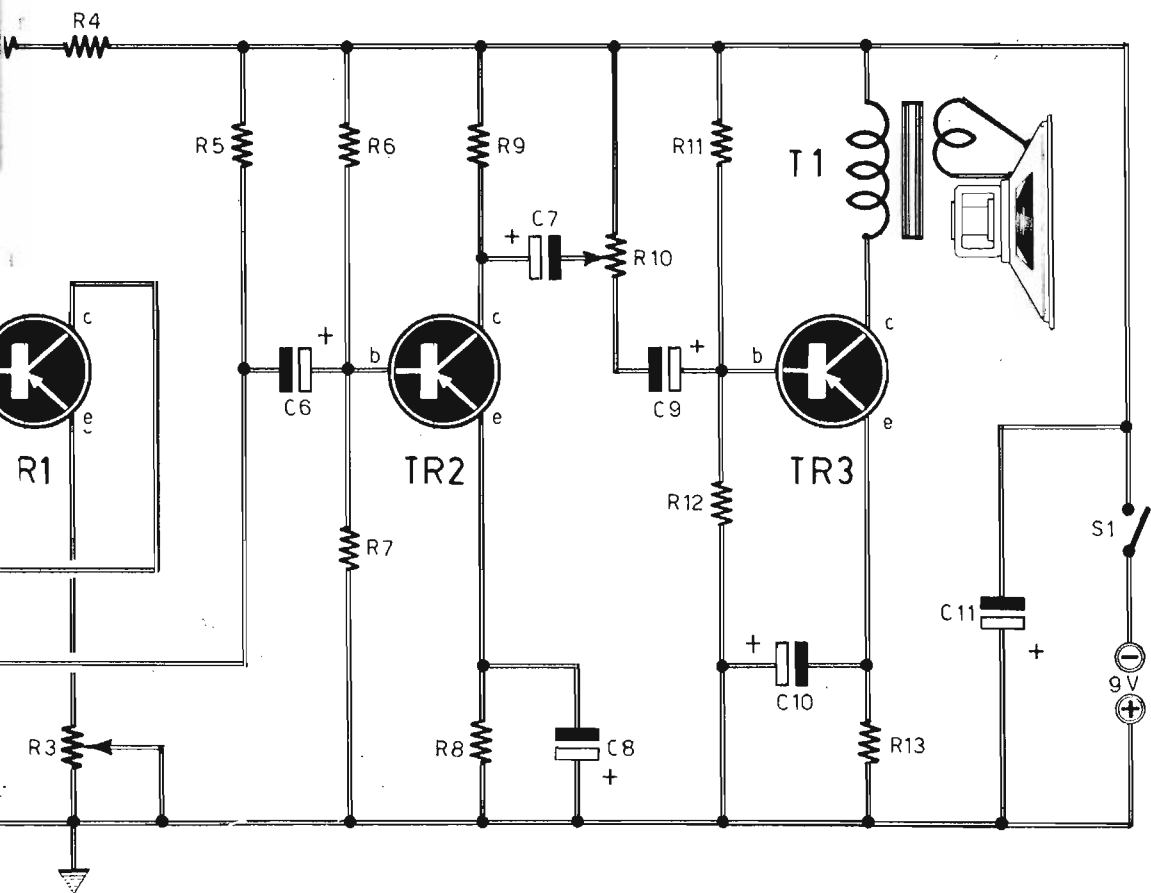 R4
R5
R6
R9
R11
T1
C7
+
R10
c
c
c
+
b
+
b
C6
C9
e
e
e
R1
TR2
TR3
R12
S1
R7
C11
+
+
−
C10
9V
+
R3
R8
C8
R13
+